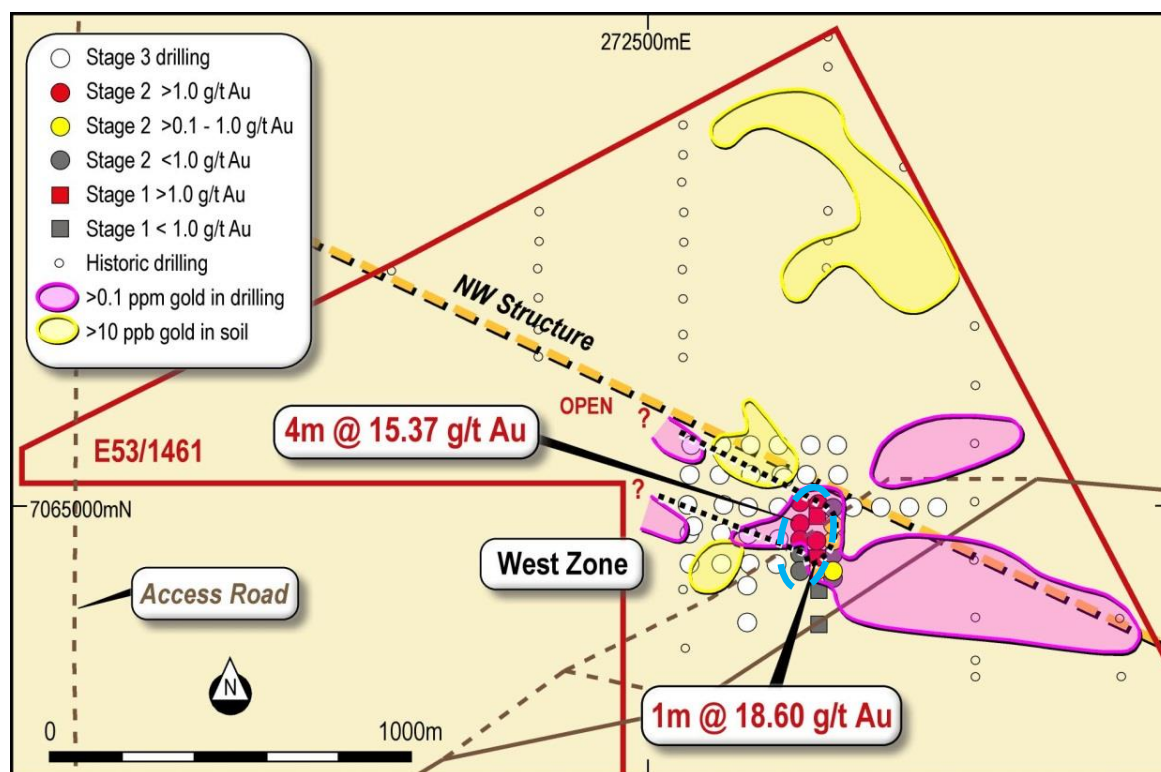 272500mE
Stage 3 drilling
Stage 2 >1.0 g/t Au
Stage 2 >0.1 - 1.0 g/t Au
Stage 2 <1.0 g/t Au
Stage 1 >1.0 g/t Au
Stage 1 < 1.0 g/t Au
Historic drilling
>0.1 ppm gold in drilling
>10 ppb gold in soil
NW Structure
OPEN
?
4m @ 15.37 g/t Au
E53/1461
?
7065000mN
West Zone
Access Road
N
1m @ 18.60 g/t Au
0
1000m